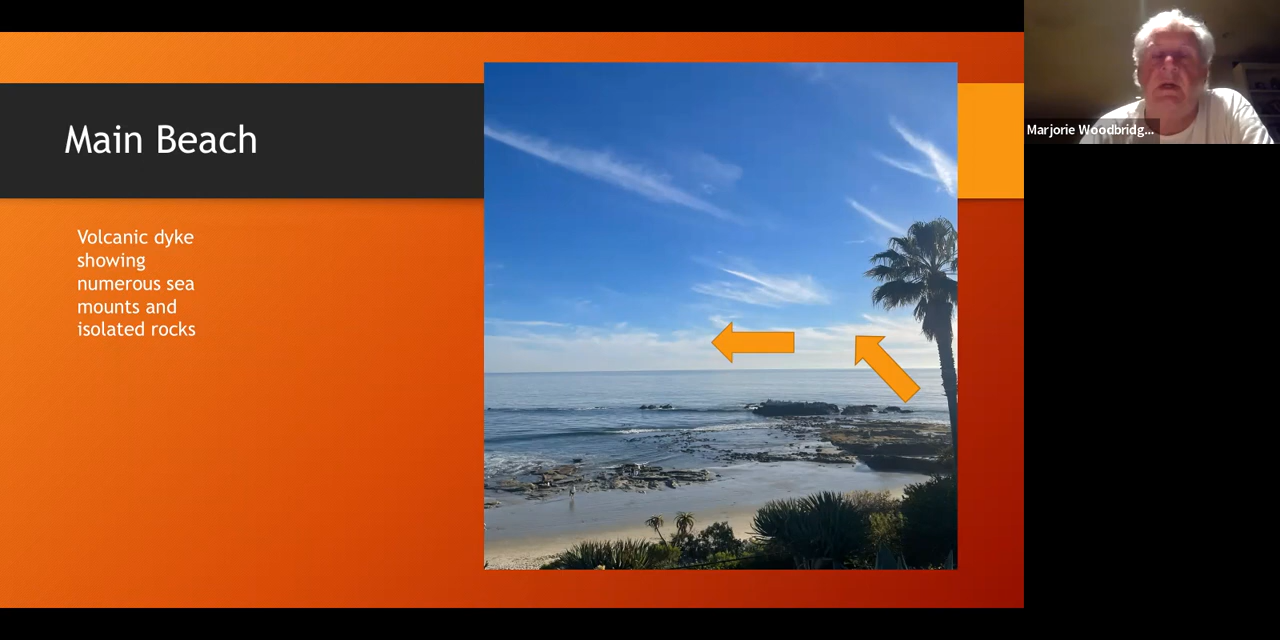 Main Beach
Volcanic dyke
showing
numerous sea
mounts and
isolated rocks
Marjorie Woodbridg...